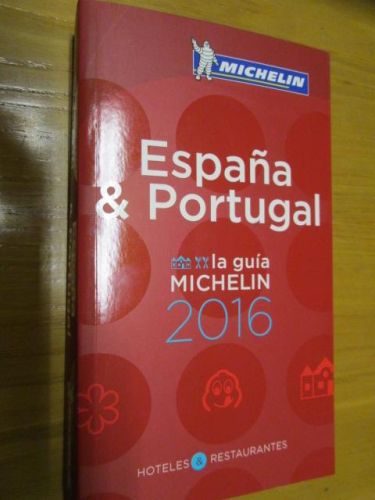 MICHELIN
España
& Portugal
la guía
MICHELIN
2016
HOTELES & RESTAURANTES